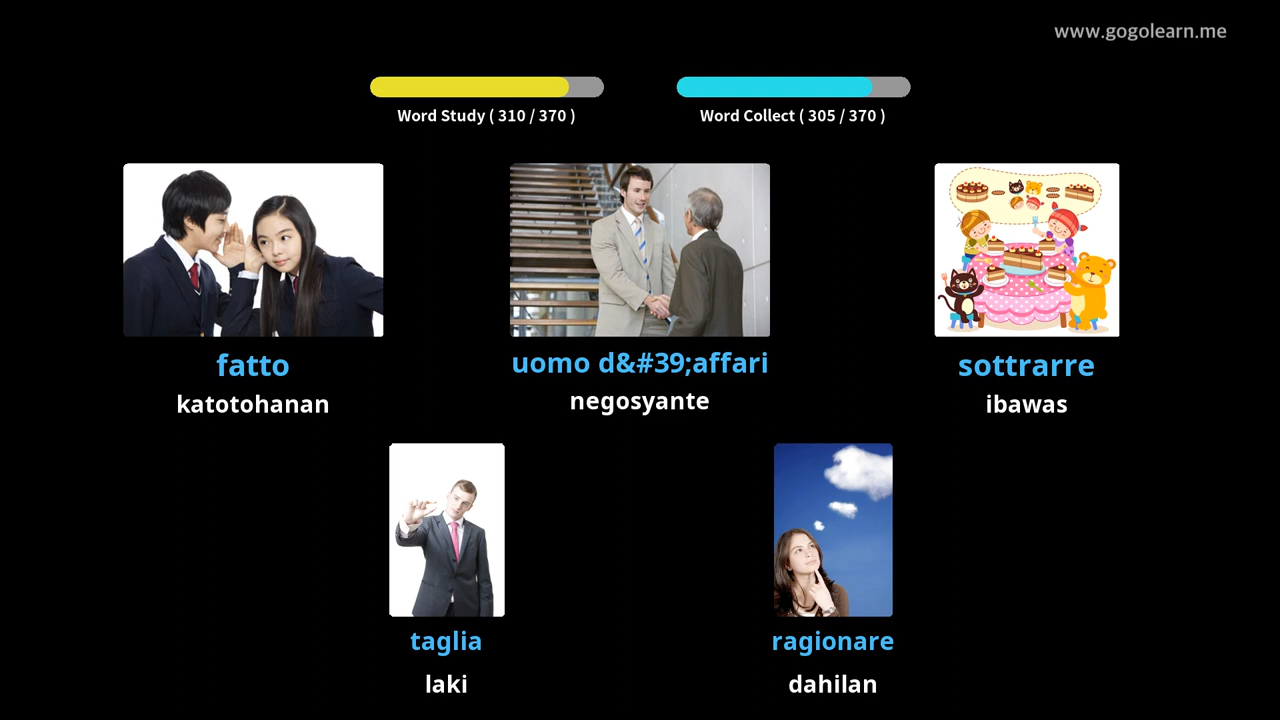 www.gogolearn.me
Word Study ( 310 / 370 )
Word Collect ( 305 / 370 )
fatto
katotohanan
uomo d&#39;affari
negosyante
sottrarre
ibawas
taglia
laki
ragionare
dahilan